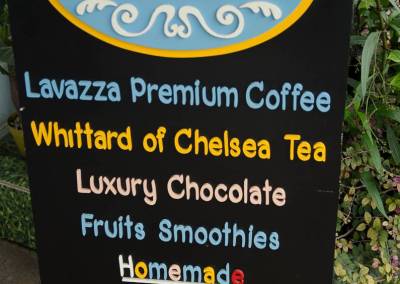 Lavazza Premium Coffee
Whittard of Chelsea Tea
Luxury Chocolate
Fruits Smoothies
Homemade